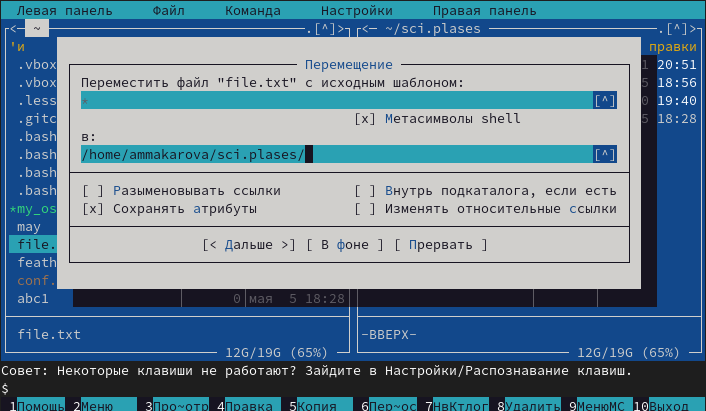 Левая панель Файл Команда Настройки Правая панель
<— ~ .[^]> <— ~/sci.plases .[^]>
'и правки
.vbox 1 20:51
.vbox 5 18:56
.less 0 19:40
.gitc 5 18:28
.bash
.bash
.bash
.bash
*my_os
may
file.
feath
conf.
abc1 0 мая 5 18:28
Перемещение
Переместить файл "file.txt" с исходным шаблоном:
* [^]
[x] Метасимволы shell
в:
/home/ammakarova/sci.plases/ [^]
[ ] Разыменовывать ссылки [ ] Внутрь подкаталога, если есть
[x] Сохранять атрибуты [ ] Изменять относительные ссылки
[< Дальше >] [ В фоне ] [ Прервать ]
file.txt -ВВЕРХ-
12G/19G (65%) 12G/19G (65%)
Совет: Некоторые клавиши не работают? Зайдите в Настройки/Распознавание клавиш.
$ [^]
1Помощь 2Меню 3Про~отр 4Правка 5Копия 6Пер~ос 7НвКтлог 8Удалить 9МенюMC 10Выход